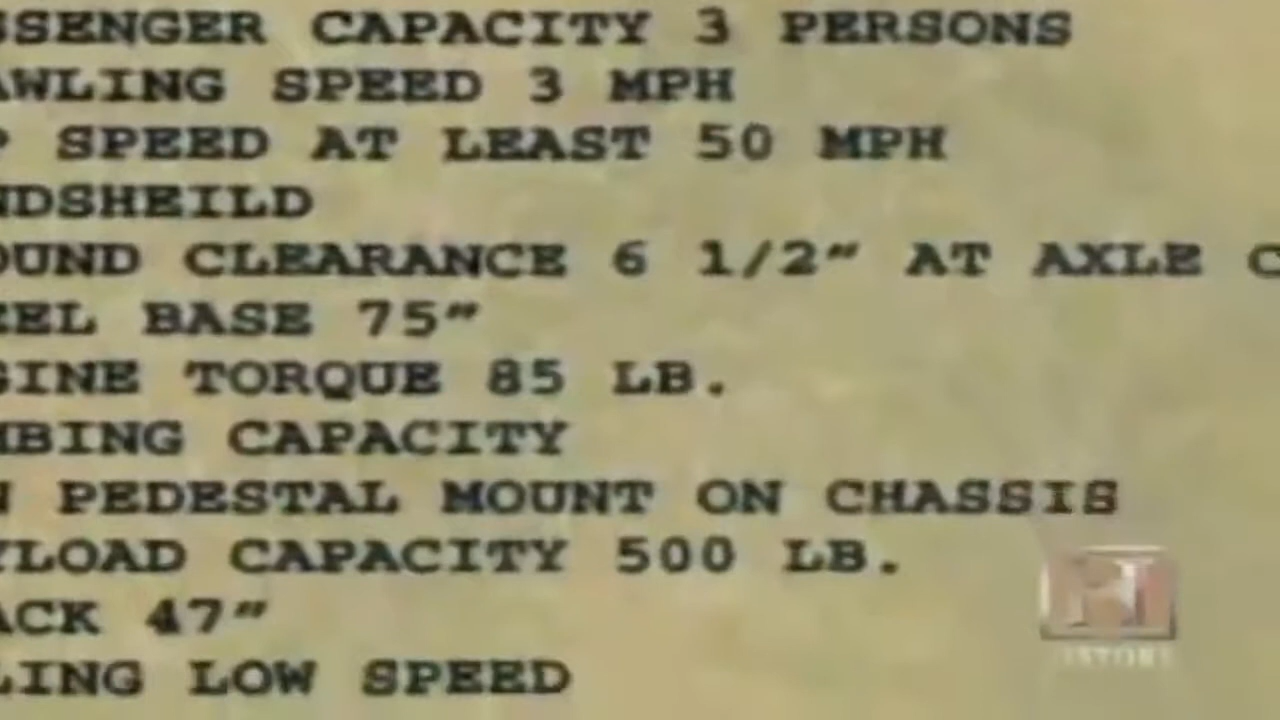 SSENGER CAPACITY 3 PERSONS
AWLING SPEED 3 MPH
P SPEED AT LEAST 50 MPH
NDSHEILD
OUND CLEARANCE 6 1/2" AT AXLE C
EEL BASE 75"
GINE TORQUE 85 LB.
MBING CAPACITY
N PEDESTAL MOUNT ON CHASSIS
YLOAD CAPACITY 500 LB.
ACK 47"
LING LOW SPEED
H
HISTORY